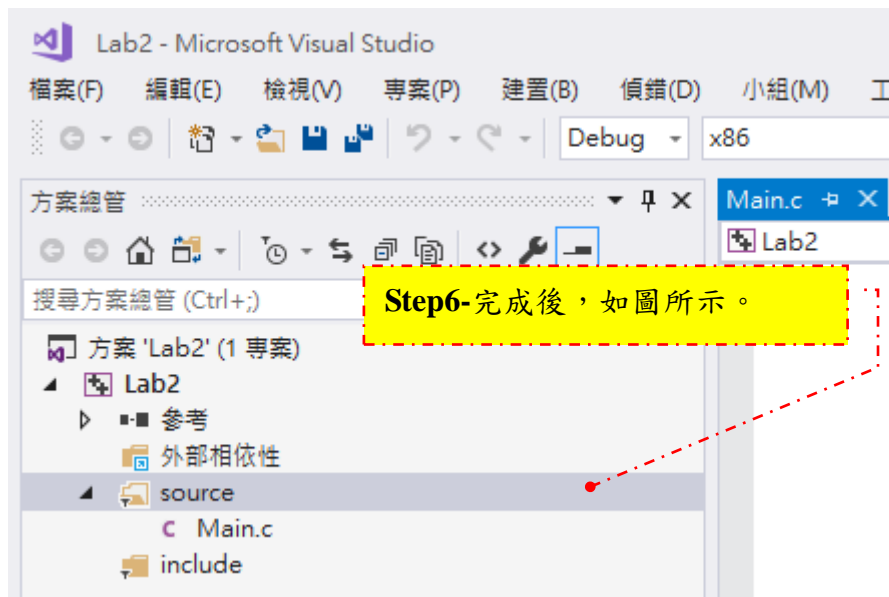 Lab2 - Microsoft Visual Studio
檔案(F) 編輯(E) 檢視(V) 專案(P) 建置(B) 偵錯(D) 小組(M)
Debug x86
方案總管
Main.c
Lab2
搜尋方案總管 (Ctrl+;)
Step6-完成後，如圖所示。
方案 'Lab2' (1 專案)
Lab2
參考
外部相依性
source
C Main.c
include